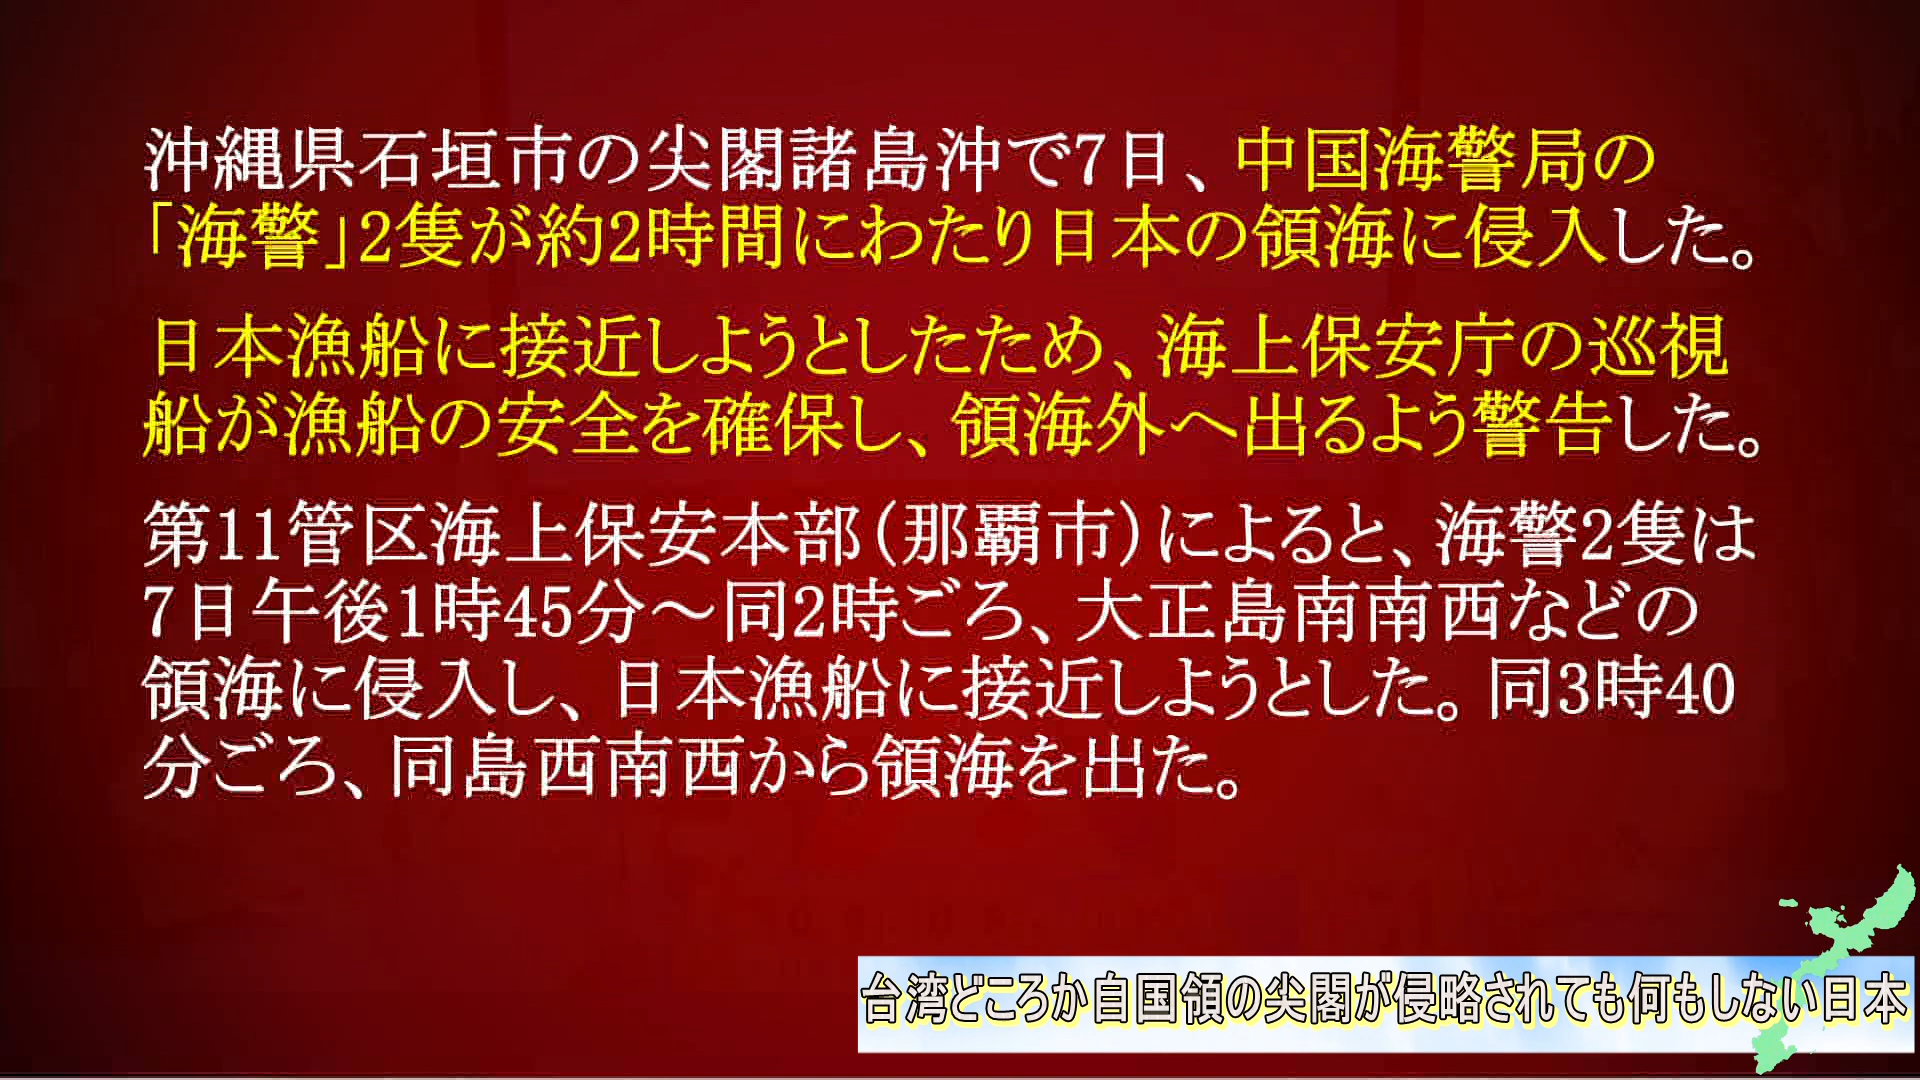 沖縄県石垣市の尖閣諸島沖で7日、中国海警局の
「海警」2隻が約2時間にわたり日本の領海に侵入した。
日本漁船に接近しようとしたため、海上保安庁の巡視
船が漁船の安全を確保し、領海外へ出るよう警告した。
第11管区海上保安本部(那覇市)によると、海警2隻は
7日午後1時45分～同2時ごろ、大正島南南西などの
領海に侵入し、日本漁船に接近しようとした。同3時40
分ごろ、同島西南西から領海を出た。
台湾どころか自国領の尖閣が侵略されても何もしない日本